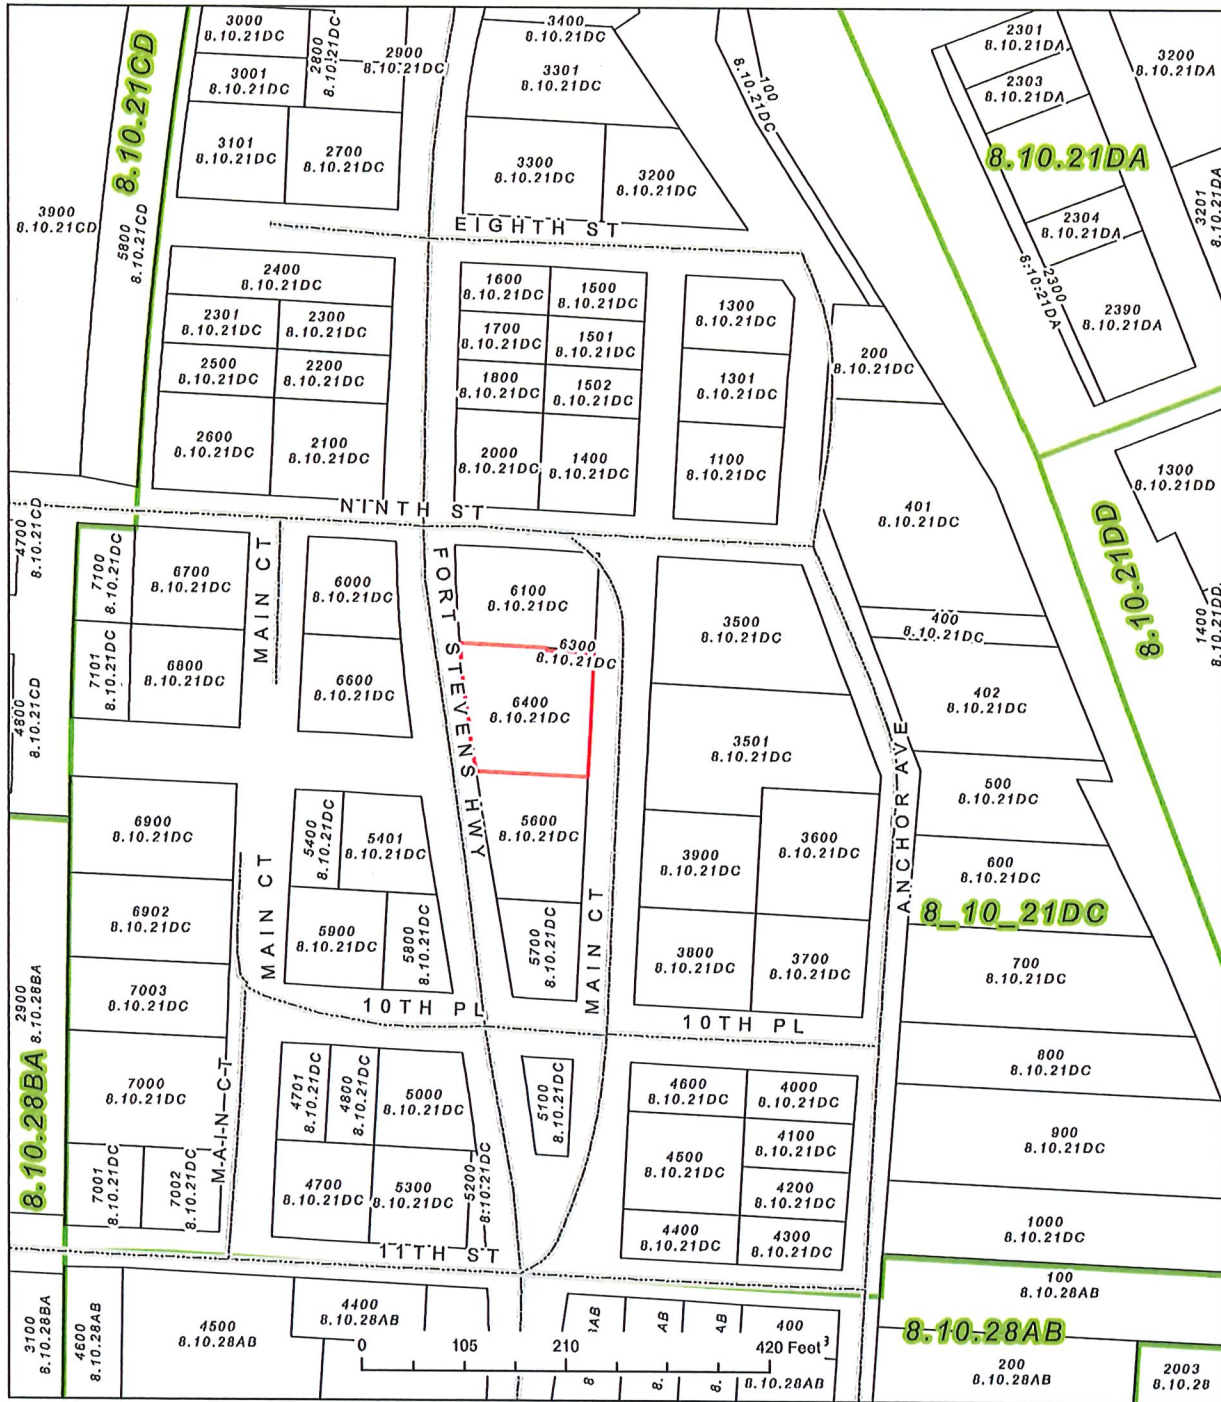 3000
8.10.21DC
2800
8.10.21DC
2900
8.10.21DC
3001
8.10.21DC
3101
8.10.21DC
2700
8.10.21DC
3400
8.10.21DC
3301
8.10.21DC
3300
8.10.21DC
3200
8.10.21DC
100
8.10.21DC
2301
8.10.21DA
2303
8.10.21DA
3200
8.10.21DA
8.10.21DA
3201
8.10.21DA
2304
8.10.21DA
2300
8.10.21DA
2390
8.10.21DA
8.10.21CD
3900
8.10.21CD
5800
8.10.21CD
EIGHTH ST
2400
8.10.21DC
2301
8.10.21DC
2300
8.10.21DC
2500
8.10.21DC
2200
8.10.21DC
2600
8.10.21DC
2100
8.10.21DC
1600
8.10.21DC
1500
8.10.21DC
1700
8.10.21DC
1501
8.10.21DC
1800
8.10.21DC
1502
8.10.21DC
2000
8.10.21DC
1400
8.10.21DC
1300
8.10.21DC
1301
8.10.21DC
1100
8.10.21DC
200
8.10.21DC
401
8.10.21DC
1300
8.10.21DD
8.10.21DD
1400
8.10.21DD
NINTH ST
4700
8.10.21CD
7100
8.10.21DC
6700
8.10.21DC
MAIN CT
6000
8.10.21DC
FORT STEVENS HWY
6100
8.10.21DC
6300
8.10.21DC
3500
8.10.21DC
400
8.10.21DC
4800
8.10.21CD
7101
8.10.21DC
6800
8.10.21DC
6600
8.10.21DC
6400
8.10.21DC
3501
8.10.21DC
402
8.10.21DC
ANCHOR AVE
500
8.10.21DC
6900
8.10.21DC
5400
8.10.21DC
5401
8.10.21DC
5600
8.10.21DC
3900
8.10.21DC
3600
8.10.21DC
600
8.10.21DC
8_10_21DC
6902
8.10.21DC
MAIN CT
5900
8.10.21DC
5800
8.10.21DC
5700
8.10.21DC
MAIN CT
3800
8.10.21DC
3700
8.10.21DC
700
8.10.21DC
2900
8.10.28BA
7003
8.10.21DC
10TH PL
10TH PL
8.10.28BA
7000
8.10.21DC
MAIN CT
4701
8.10.21DC
4800
8.10.21DC
5000
8.10.21DC
5100
8.10.21DC
4600
8.10.21DC
4000
8.10.21DC
800
8.10.21DC
4500
8.10.21DC
4100
8.10.21DC
4200
8.10.21DC
900
8.10.21DC
7001
8.10.21DC
7002
8.10.21DC
4700
8.10.21DC
5300
8.10.21DC
5200
8.10.21DC
4400
8.10.21DC
4300
8.10.21DC
1000
8.10.21DC
11TH ST
100
8.10.28AB
8.10.28AB
3100
8.10.28BA
4600
8.10.28AB
4500
8.10.28AB
4400
8.10.28AB
AB
AB
AB
400
0 105 210 420 Feet
8
8.
8.
8.10.28AB
200
8.10.28AB
2003
8.10.28